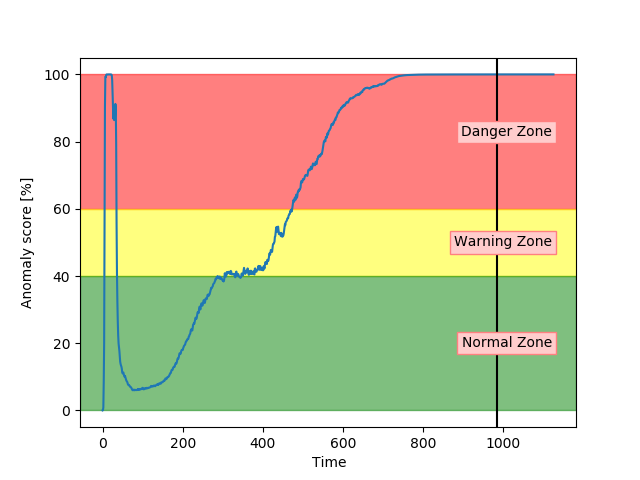 100
80
60
40
20
0
Anomaly score [%]
Danger Zone
Warning Zone
Normal Zone
0 200 400 600 800 1000
Time